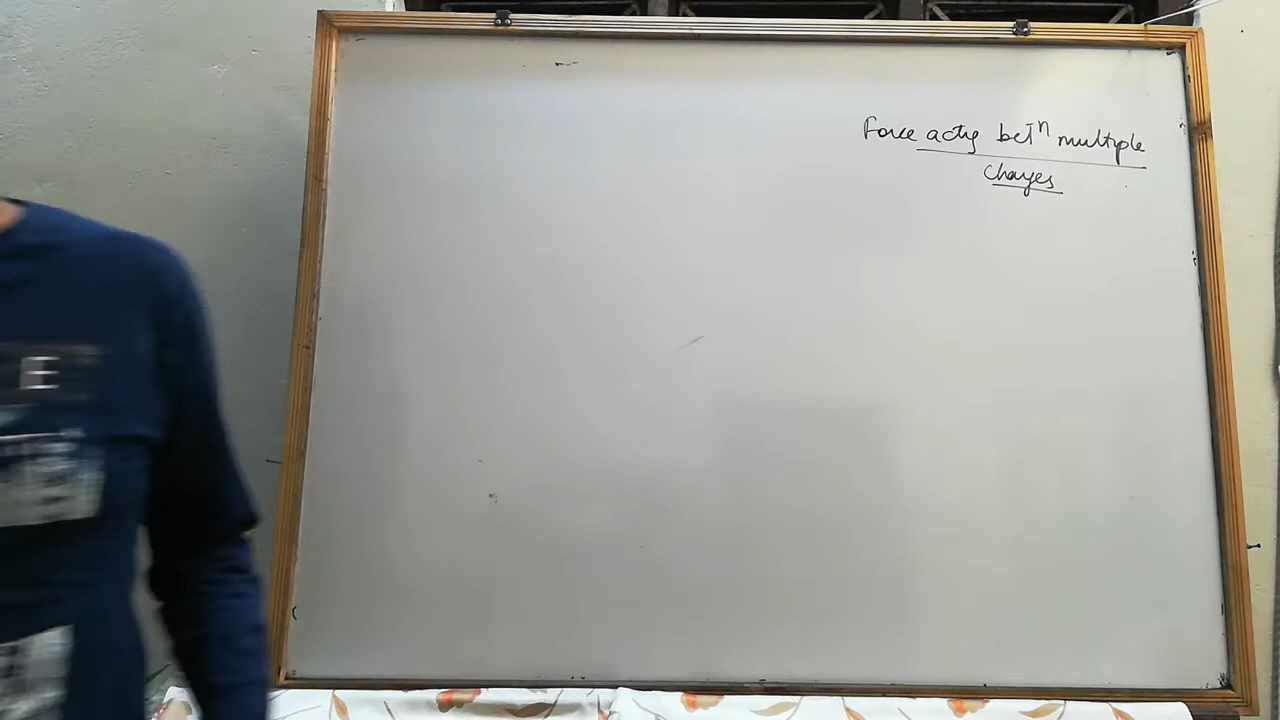 Force acting betⁿ multiple
charges
E